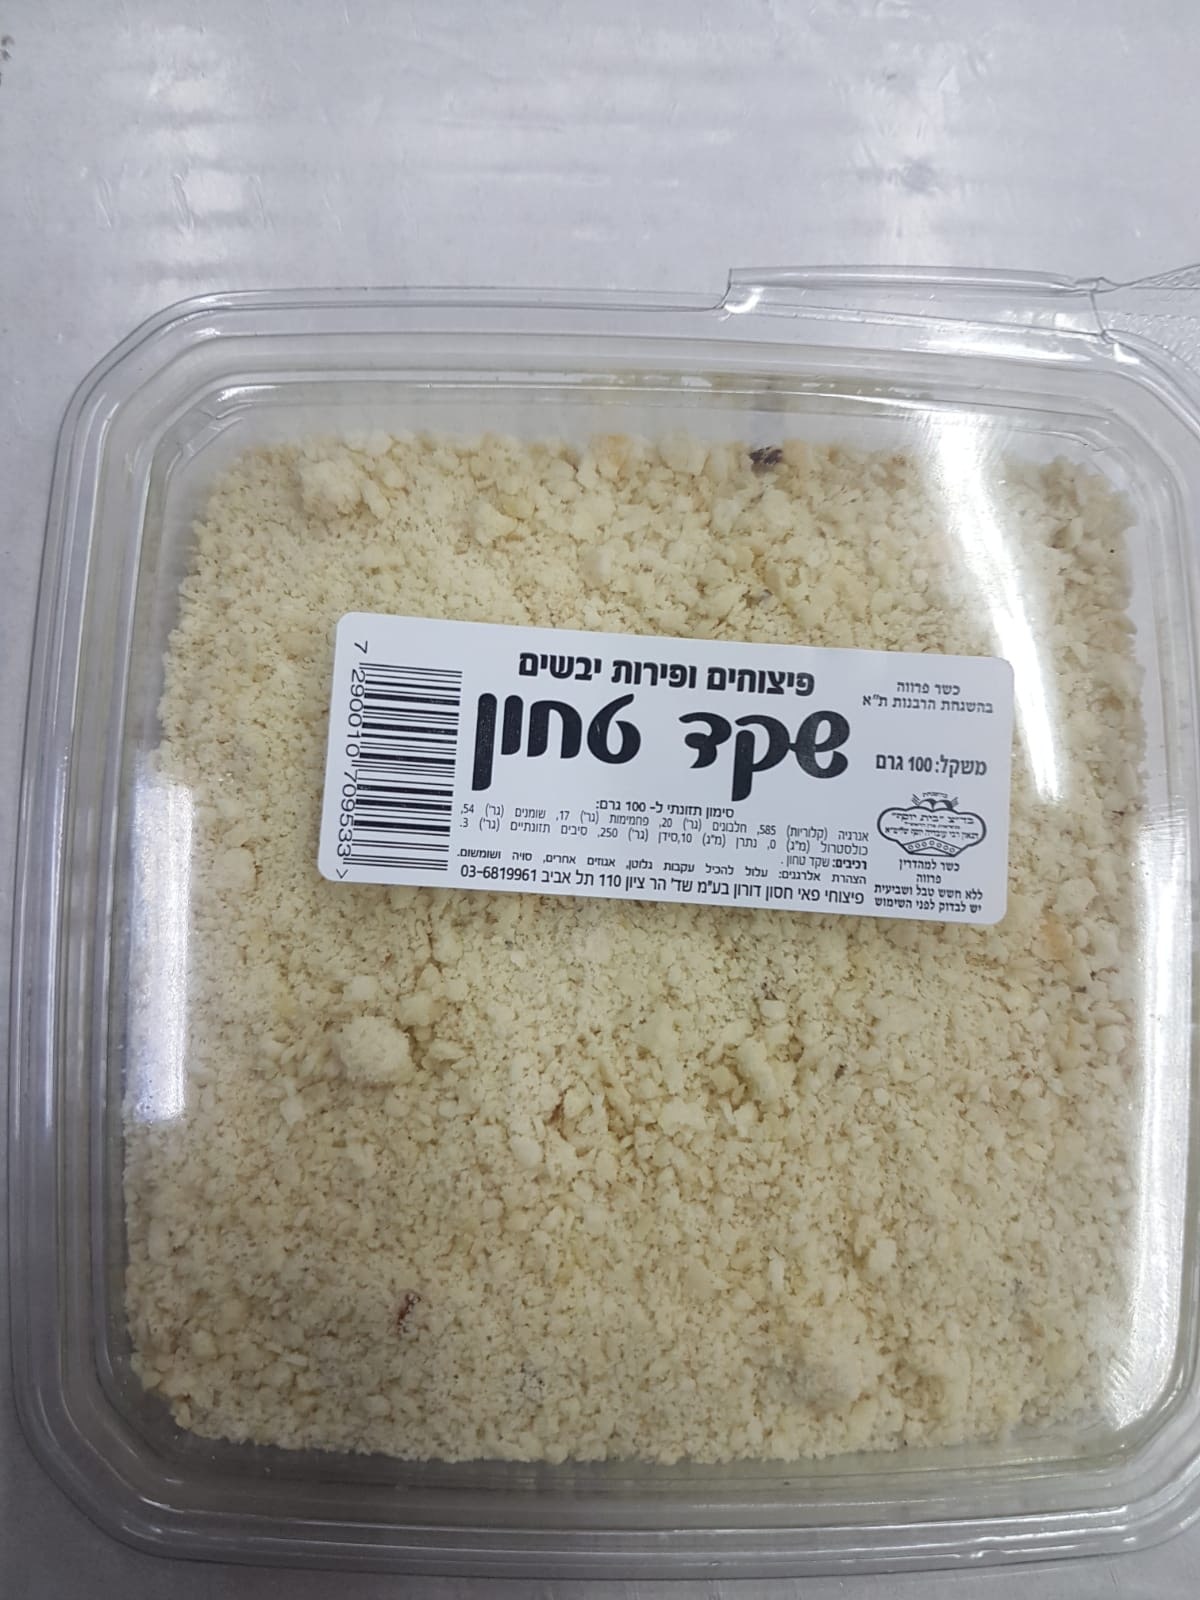 פיצוחים ופירות יבשים
שקד טחון
כשר פרווה
בהשגחת הרבנות ת"א
משקל: 100 גרם
סימון תזונתי ל- 100 גרם:
אנרגיה (קלוריות) 585, חלבונים (גר') 20, פחמימות (גר') 17, שומנים (גר') 54,
כולסטרול (מ"ג) 0, נתרן (מ"ג) 10, סידן (גר') 250, סיבים תזונתיים (גר') 3.
רכיבים: שקד טחון .
הצהרת אלרגנים: עלול להכיל עקבות גלוטן, אגוזים אחרים, סויה ושומשום.
פיצוחי פאי חסון דורון בע"מ שד' הר ציון 110 תל אביב 03-6819961
בד"צ "בית יוסף"
כשר למהדרין
פרווה
ללא חשש טבל ושביעית
יש לבדוק לפני השימוש
7 290010 709533 >